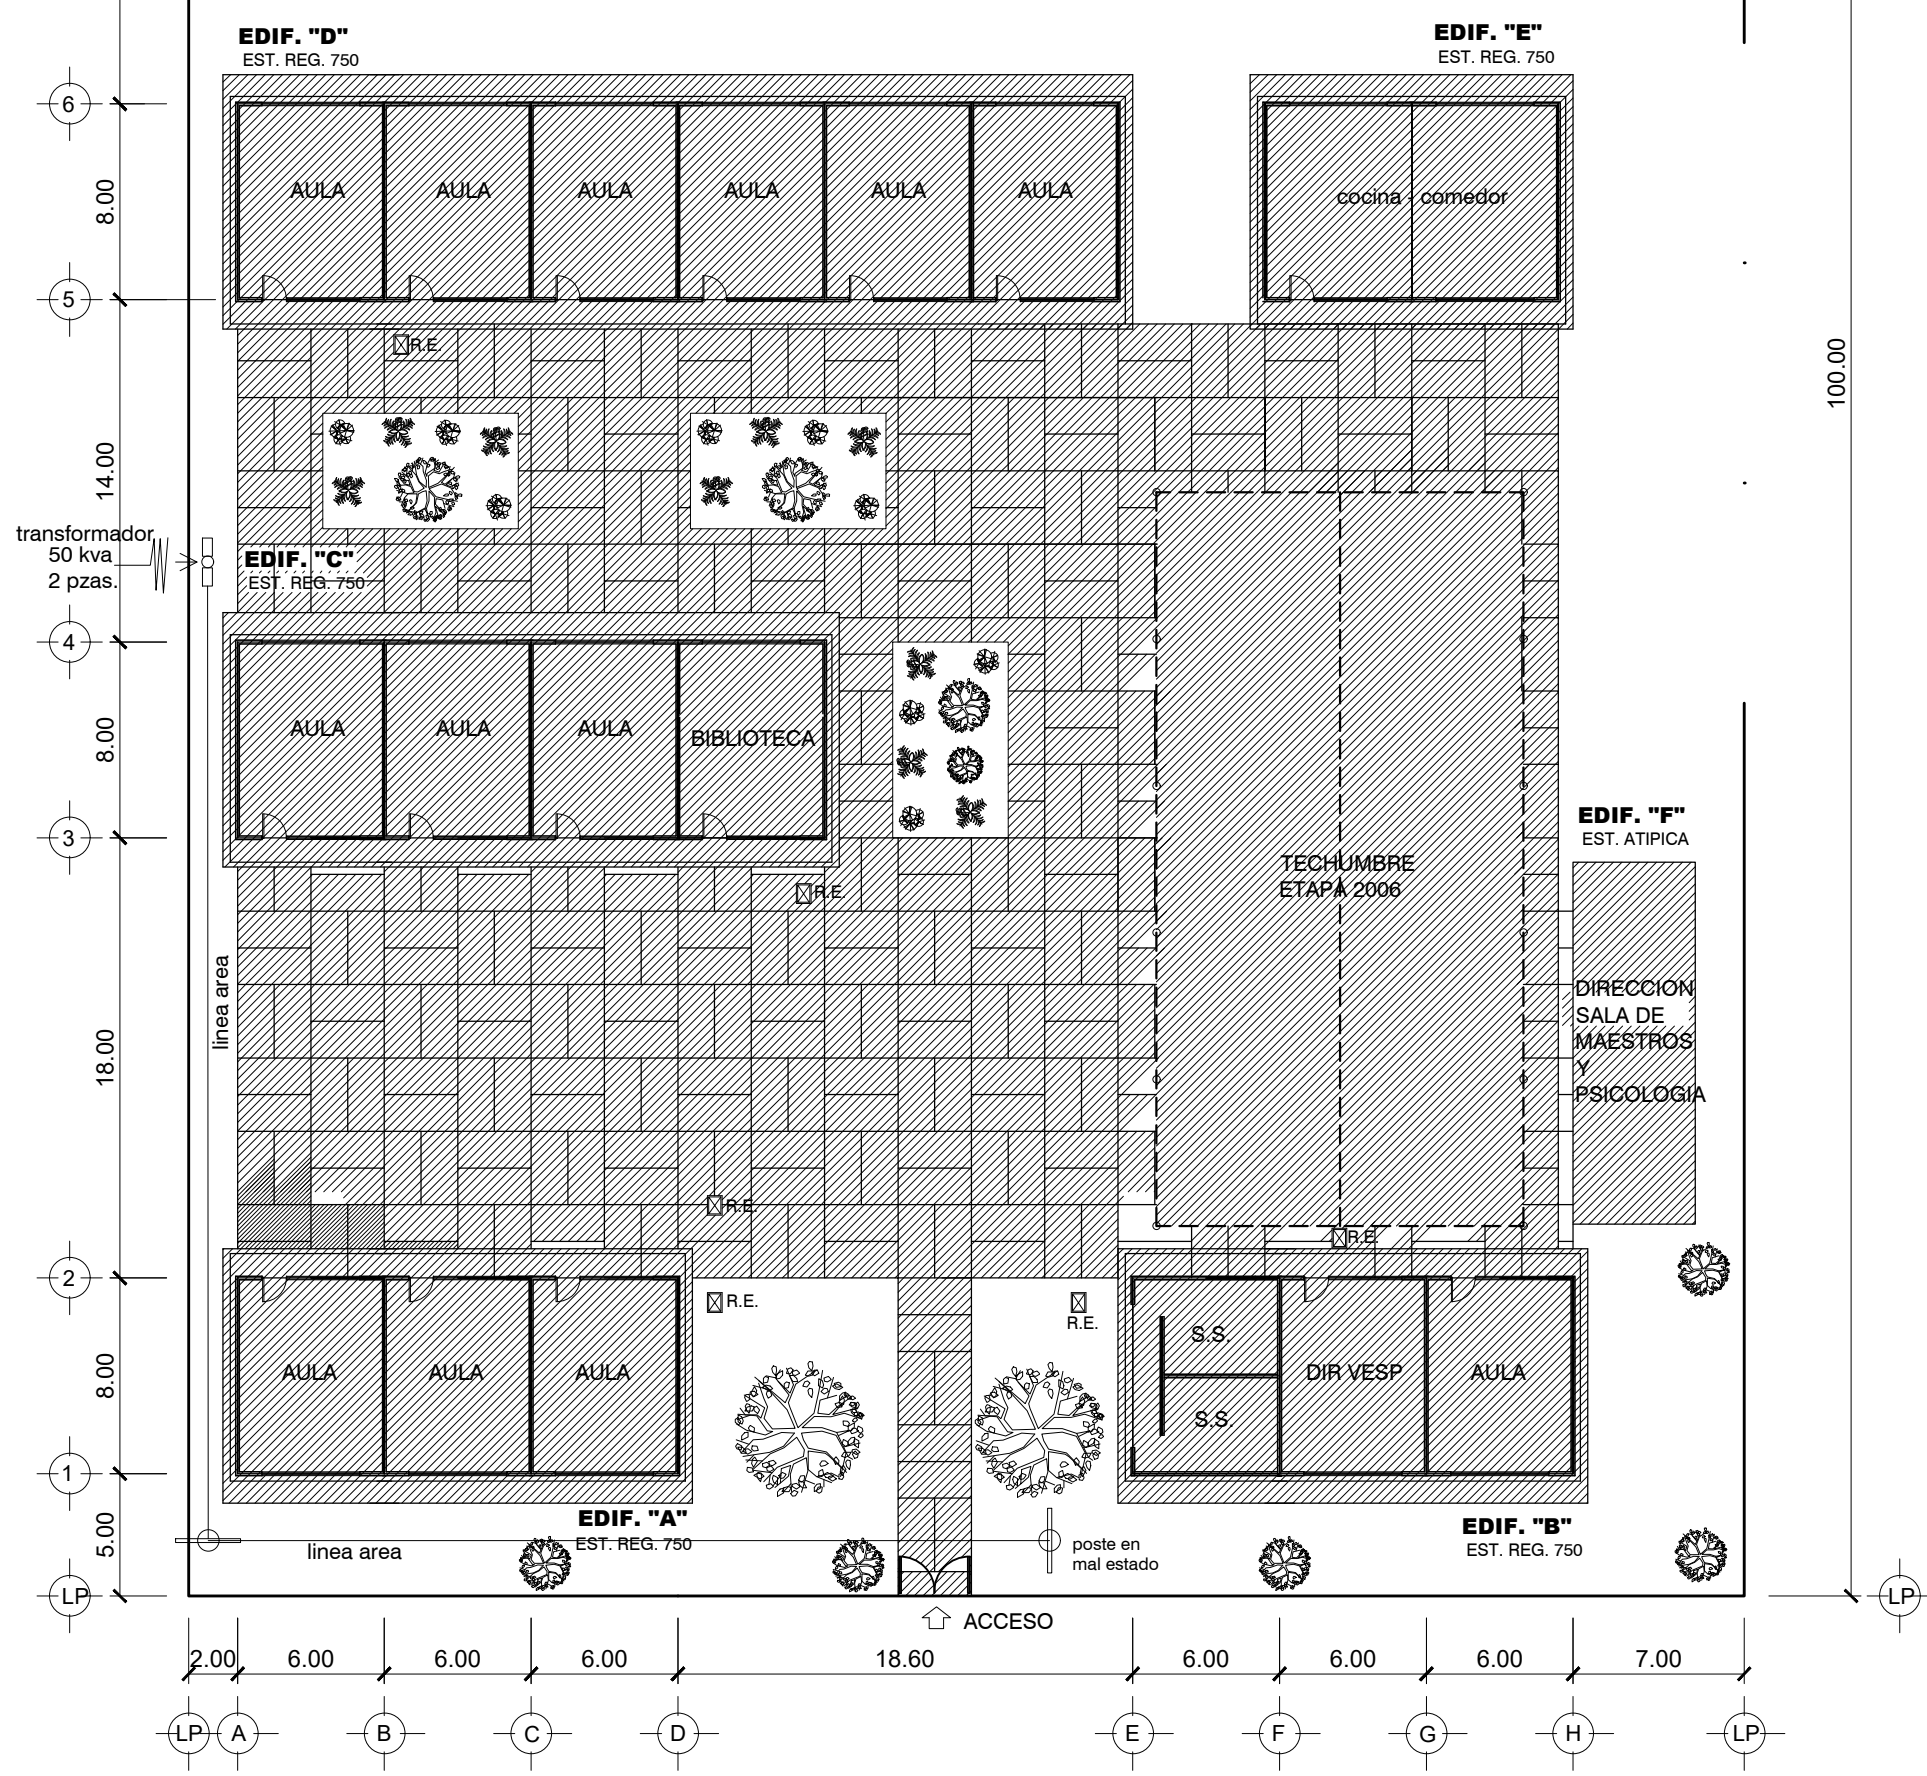 EDIF. "D"
EST. REG. 750
EDIF. "E"
EST. REG. 750
6
8.00
AULA
AULA
AULA
AULA
AULA
AULA
cocina - comedor
5
R.E.
100.00
14.00
transformador
50 kva
2 pzas.
EDIF. "C"
EST. REG. 750
4
8.00
AULA
AULA
AULA
BIBLIOTECA
3
R.E.
TECHUMBRE
ETAPA 2006
EDIF. "F"
EST. ATIPICA
DIRECCION
SALA DE
MAESTROS
Y
PSICOLOGIA
linea area
18.00
R.E.
R.E.
2
R.E.
R.E.
8.00
AULA
AULA
AULA
S.S.
S.S.
DIR VESP
AULA
1
5.00
EDIF. "A"
EST. REG. 750
linea area
poste en
mal estado
EDIF. "B"
EST. REG. 750
LP
LP
ACCESO
2.00
6.00
6.00
6.00
18.60
6.00
6.00
6.00
7.00
LP
A
B
C
D
E
F
G
H
LP